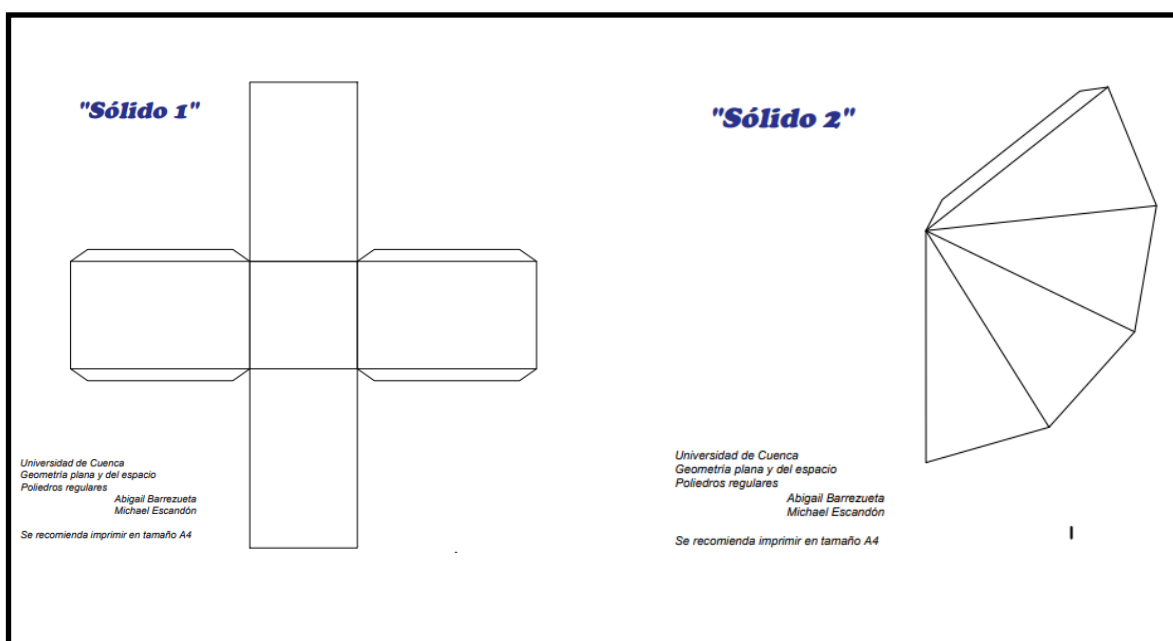 "Sólido 1"
Universidad de Cuenca
Geometría plana y del espacio
Poliedros regulares
Abigail Barrezueta
Michael Escandón
Se recomienda imprimir en tamaño A4
"Sólido 2"
Universidad de Cuenca
Geometría plana y del espacio
Poliedros regulares
Abigail Barrezueta
Michael Escandón
Se recomienda imprimir en tamaño A4